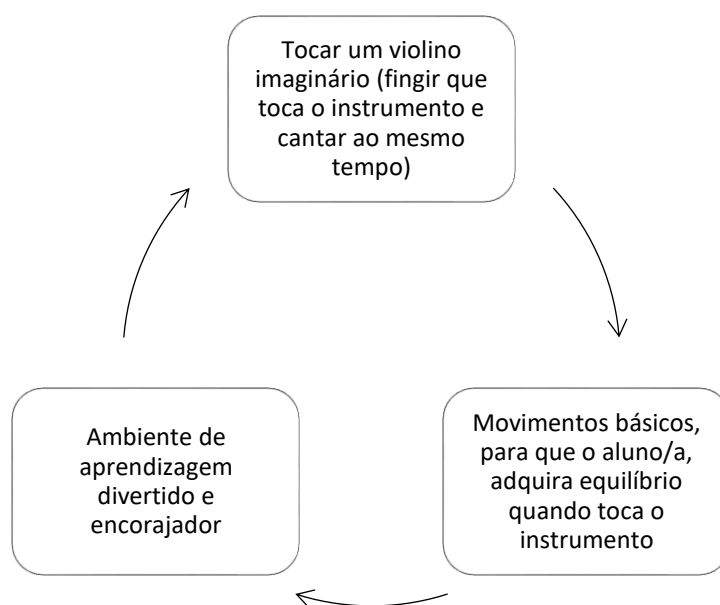 Tocar um violino
imaginário (fingir que
toca o instrumento e
cantar ao mesmo
tempo)
Movimentos básicos,
para que o aluno/a,
adquira equilíbrio
quando toca o
instrumento
Ambiente de
aprendizagem
divertido e
encorajador